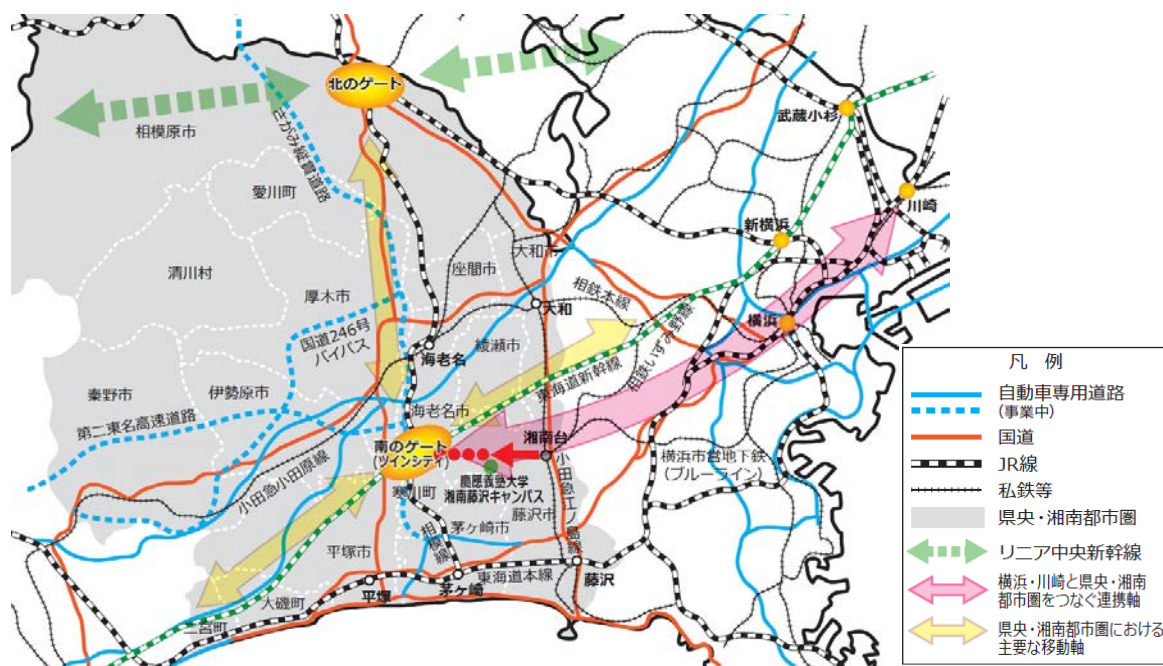 北のゲート
相模原市
さがみ縦貫道路
愛川町
武蔵小杉
川崎
新横浜
大和市
座間市
清川村
厚木市
相鉄本線
大和
横浜
国道246号
バイパス
海老名
綾瀬市
相鉄いずみ野線
東海道新幹線
秦野市
伊勢原市
海老名市
第二東名高速道路
南のゲート
(ツインシティ)
湘南台
横浜市営地下鉄
(ブルーライン)
慶應義塾大学
湘南藤沢キャンパス
小田急小田原線
寒川町
小田急江ノ島線
藤沢市
茅ヶ崎市
相模線
平塚市
東海道本線
藤沢
茅ヶ崎
平塚
大磯町
二宮町
凡例
自動車専用道路
(事業中)
国道
JR線
私鉄等
県央・湘南都市圏
リニア中央新幹線
横浜・川崎と県央・湘南
都市圏をつなぐ連携軸
県央・湘南都市圏における
主要な移動軸